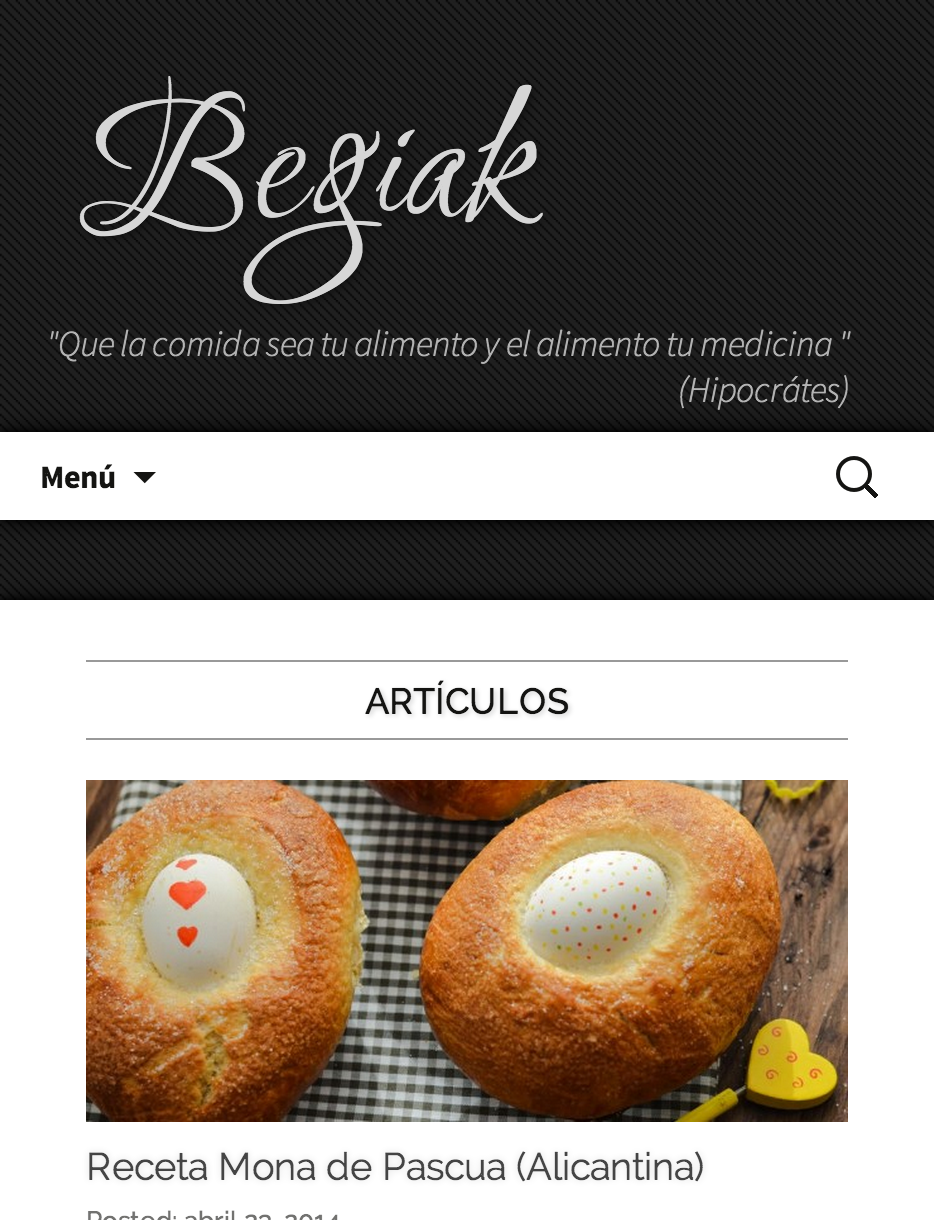 Begiak
"Que la comida sea tu alimento y el alimento tu medicina "
(Hipocrátes)
Menú
ARTÍCULOS
Receta Mona de Pascua (Alicantina)
Posted: abril 23, 2014